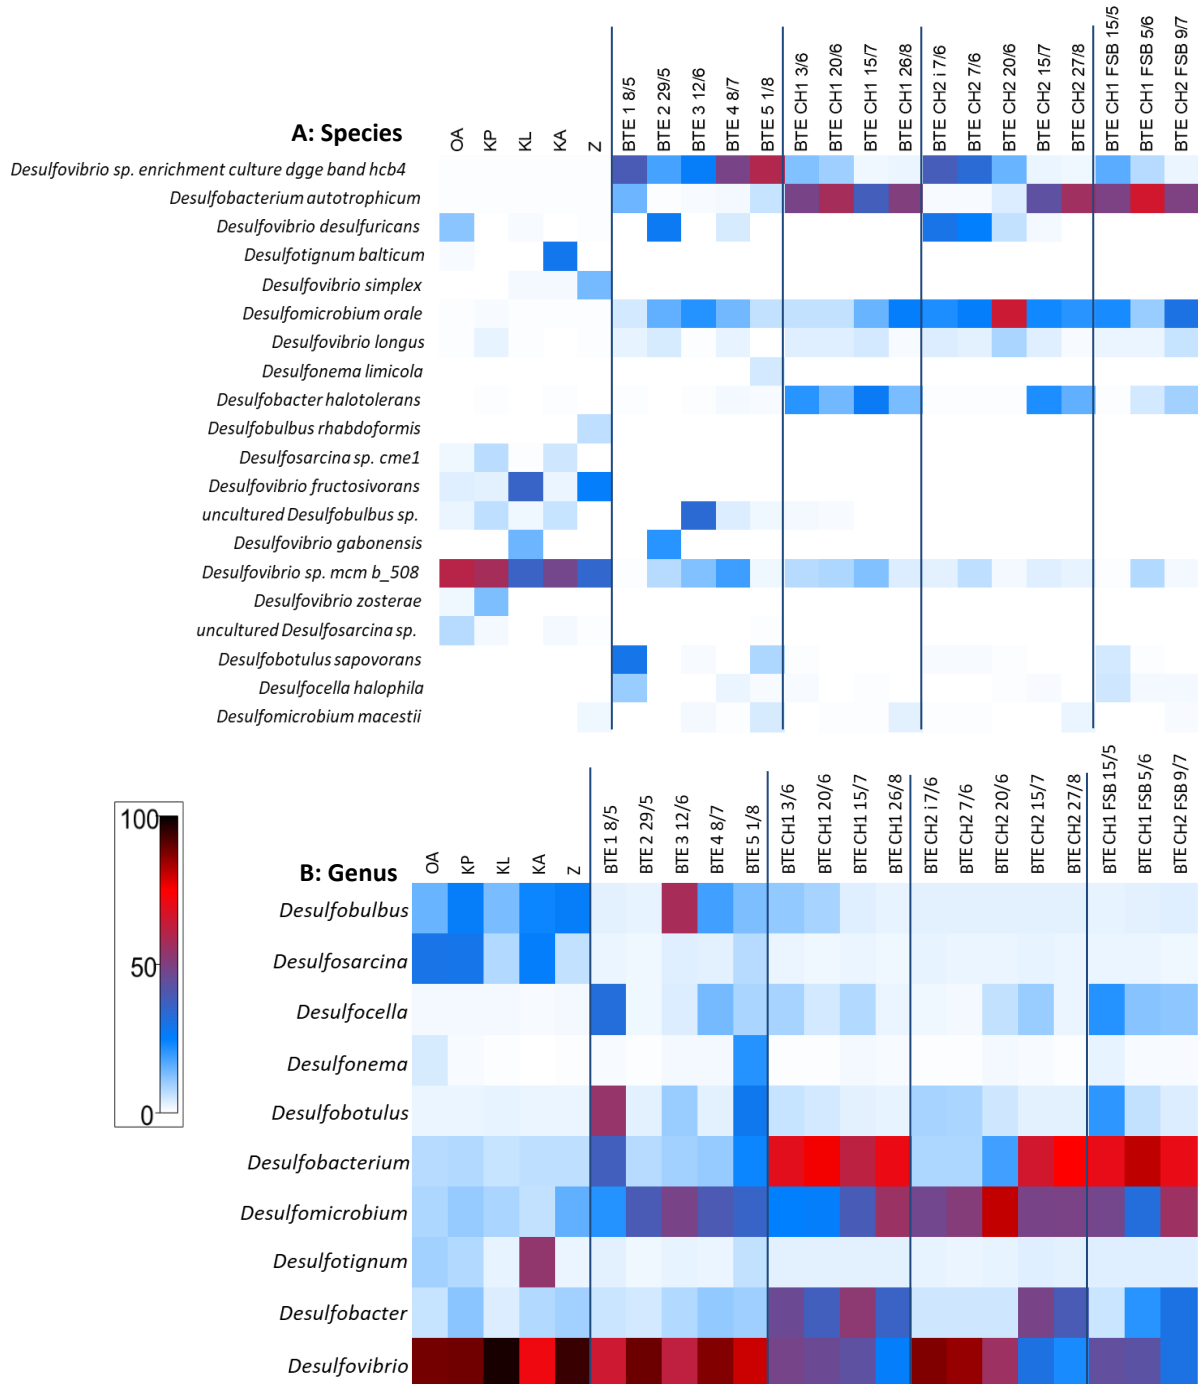 A: Species
OA
KP
KL
KA
Z
BTE 1 8/5
BTE 2 29/5
BTE 3 12/6
BTE 4 8/7
BTE 5 1/8
BTE CH1 3/6
BTE CH1 20/6
BTE CH1 15/7
BTE CH1 26/8
BTE CH2 i 7/6
BTE CH2 7/6
BTE CH2 20/6
BTE CH2 15/7
BTE CH2 27/8
BTE CH1 FSB 15/5
BTE CH1 FSB 5/6
BTE CH2 FSB 9/7
Desulfovibrio sp. enrichment culture dgge band hcb4
Desulfobacterium autotrophicum
Desulfovibrio desulfuricans
Desulfotignum balticum
Desulfovibrio simplex
Desulfomicrobium orale
Desulfovibrio longus
Desulfonema limicola
Desulfobacter halotolerans
Desulfobulbus rhabdoformis
Desulfosarcina sp. cme1
Desulfovibrio fructosivorans
uncultured Desulfobulbus sp.
Desulfovibrio gabonensis
Desulfovibrio sp. mcm b_508
Desulfovibrio zosterae
uncultured Desulfosarcina sp.
Desulfobotulus sapovorans
Desulfocella halophila
Desulfomicrobium macestii
100
50
0
B: Genus
OA
KP
KL
KA
Z
BTE 1 8/5
BTE 2 29/5
BTE 3 12/6
BTE 4 8/7
BTE 5 1/8
BTE CH1 3/6
BTE CH1 20/6
BTE CH1 15/7
BTE CH1 26/8
BTE CH2 i 7/6
BTE CH2 7/6
BTE CH2 20/6
BTE CH2 15/7
BTE CH2 27/8
BTE CH1 FSB 15/5
BTE CH1 FSB 5/6
BTE CH2 FSB 9/7
Desulfobulbus
Desulfosarcina
Desulfocella
Desulfonema
Desulfobotulus
Desulfobacterium
Desulfomicrobium
Desulfotignum
Desulfobacter
Desulfovibrio